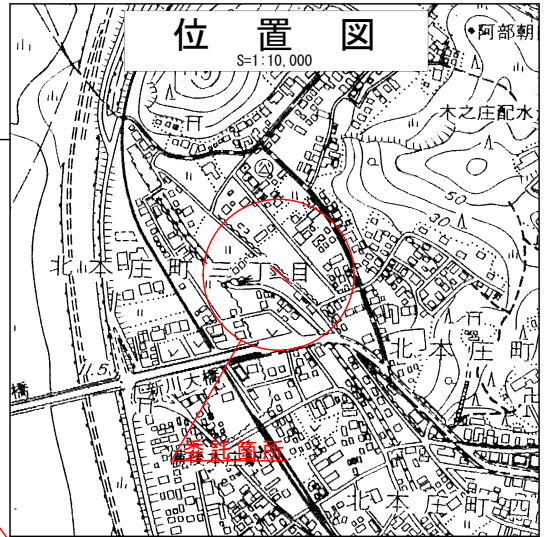 位置図
S=1:10,000
阿部朝
木之庄配水
50
30
北本庄町三丁目
北本庄町
11.5
橋
新川大橋
委託箇所
北本庄町四